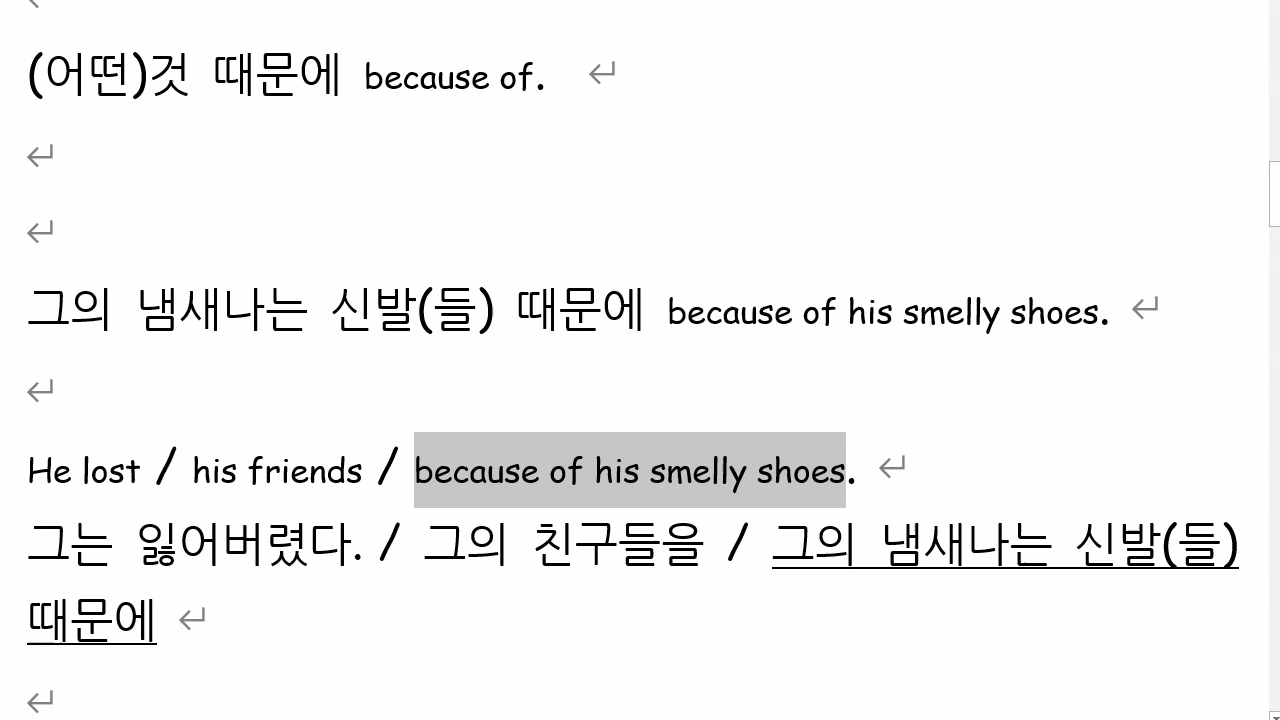 (어떤)것 때문에 because of. ↵
↵
↵
그의 냄새나는 신발(들) 때문에 because of his smelly shoes. ↵
↵
He lost / his friends / because of his smelly shoes. ↵
그는 잃어버렸다. / 그의 친구들을 / 그의 냄새나는 신발(들)
때문에 ↵
↵